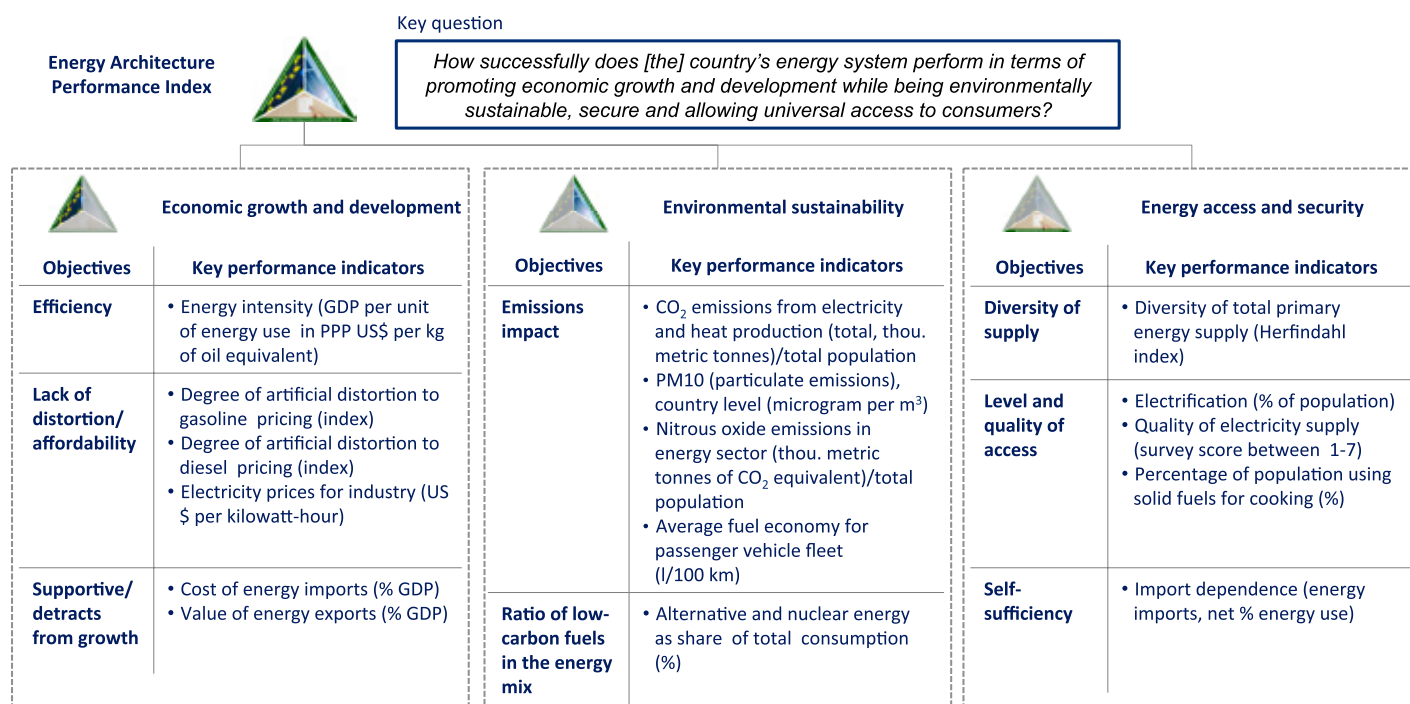 Key question
Energy Architecture
Performance Index
How successfully does [the] country's energy system perform in terms of
promoting economic growth and development while being environmentally
sustainable, secure and allowing universal access to consumers?
Economic growth and development
Objectives
Key performance indicators
Efficiency
• Energy intensity (GDP per unit
of energy use in PPP US$ per kg
of oil equivalent)
Lack of
distortion/
affordability
• Degree of artificial distortion to
gasoline pricing (index)
• Degree of artificial distortion to
diesel pricing (index)
• Electricity prices for industry (US
$ per kilowatt-hour)
Supportive/
detracts
from growth
• Cost of energy imports (% GDP)
• Value of energy exports (% GDP)
Environmental sustainability
Objectives
Key performance indicators
Emissions
impact
• CO₂ emissions from electricity
and heat production (total, thou.
metric tonnes)/total population
• PM10 (particulate emissions),
country level (microgram per m³)
• Nitrous oxide emissions in
energy sector (thou. metric
tonnes of CO₂ equivalent)/total
population
• Average fuel economy for
passenger vehicle fleet
(l/100 km)
Ratio of low-
carbon fuels
in the energy
mix
• Alternative and nuclear energy
as share of total consumption
(%)
Energy access and security
Objectives
Key performance indicators
Diversity of
supply
• Diversity of total primary
energy supply (Herfindahl
index)
Level and
quality of
access
• Electrification (% of population)
• Quality of electricity supply
(survey score between 1-7)
• Percentage of population using
solid fuels for cooking (%)
Self-
sufficiency
• Import dependence (energy
imports, net % energy use)